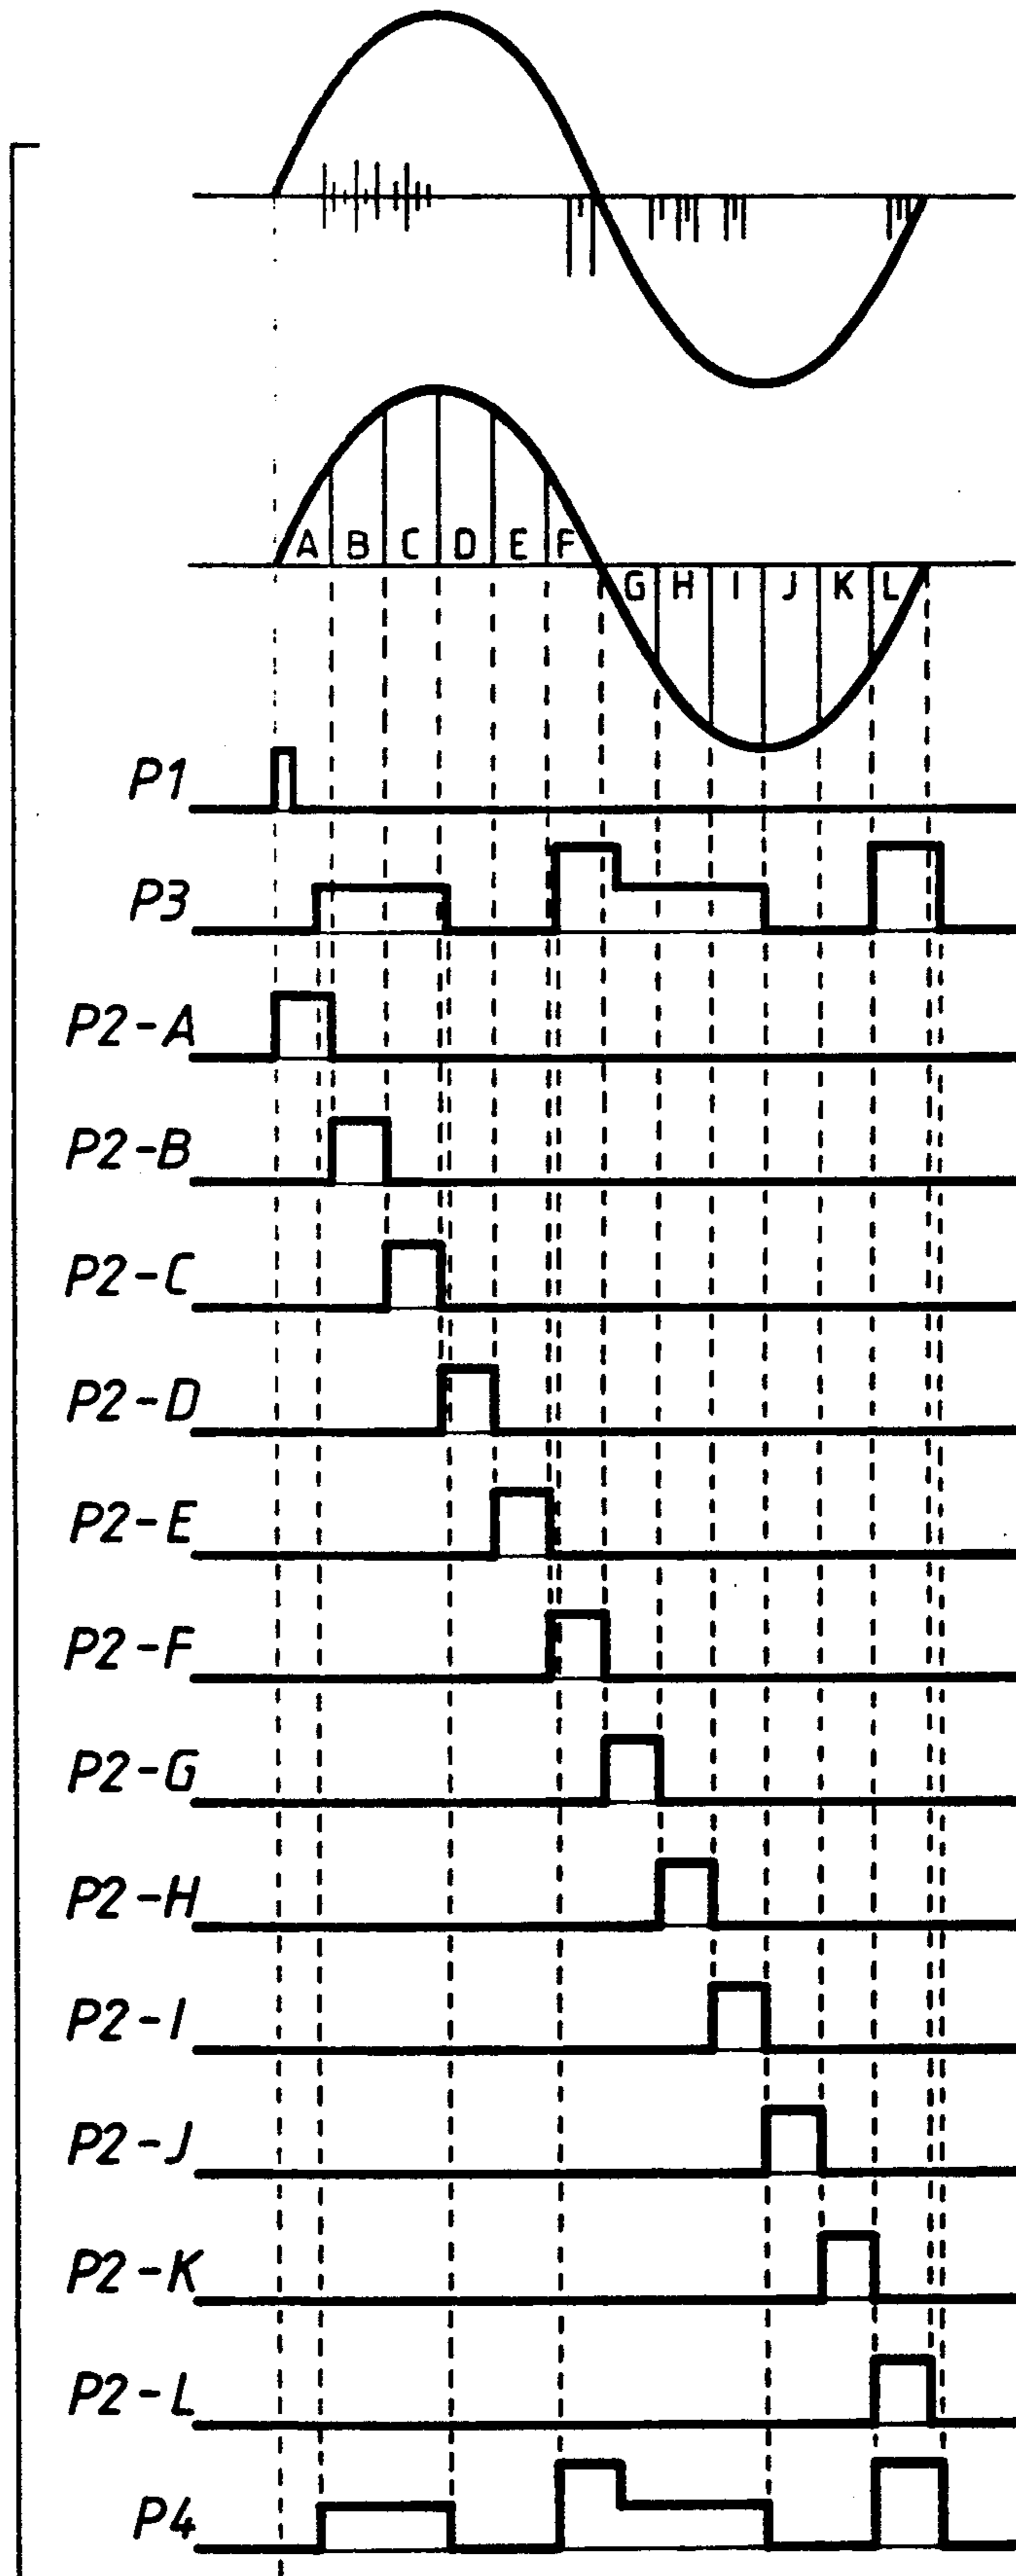 A B C D E F
G H I J K L
P1
P3
P2-A
P2-B
P2-C
P2-D
P2-E
P2-F
P2-G
P2-H
P2-I
P2-J
P2-K
P2-L
P4